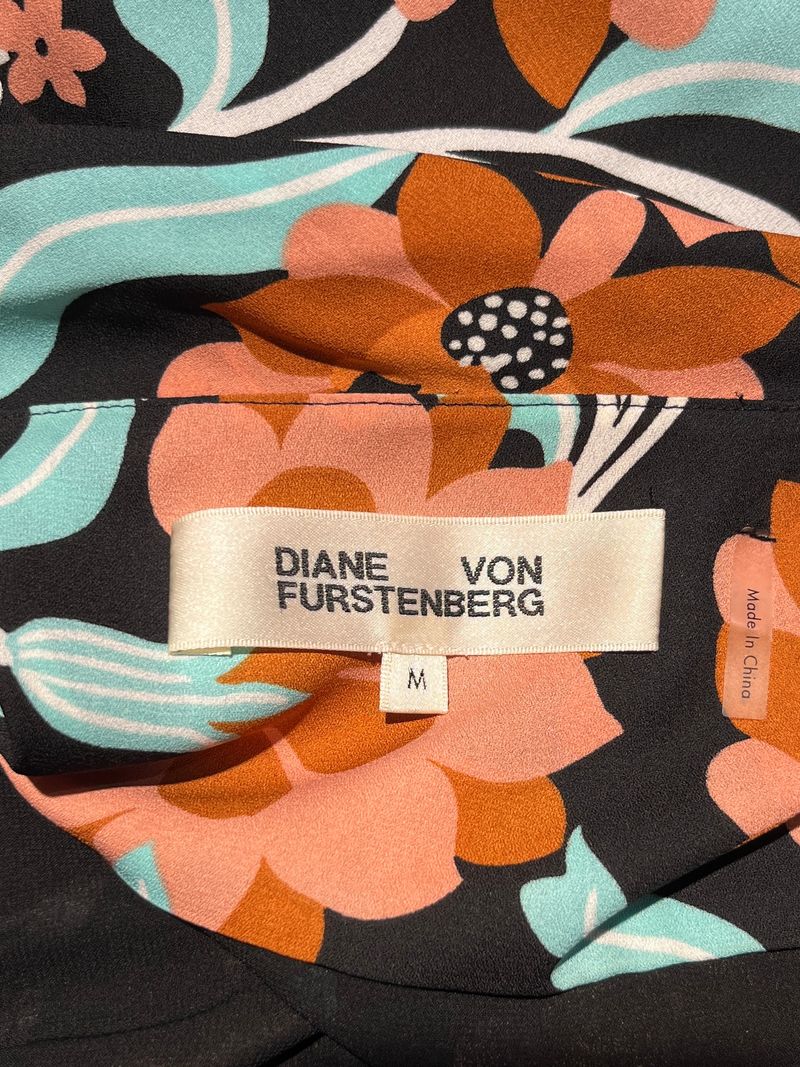 DIANE VON
FURSTENBERG
M
Made In China